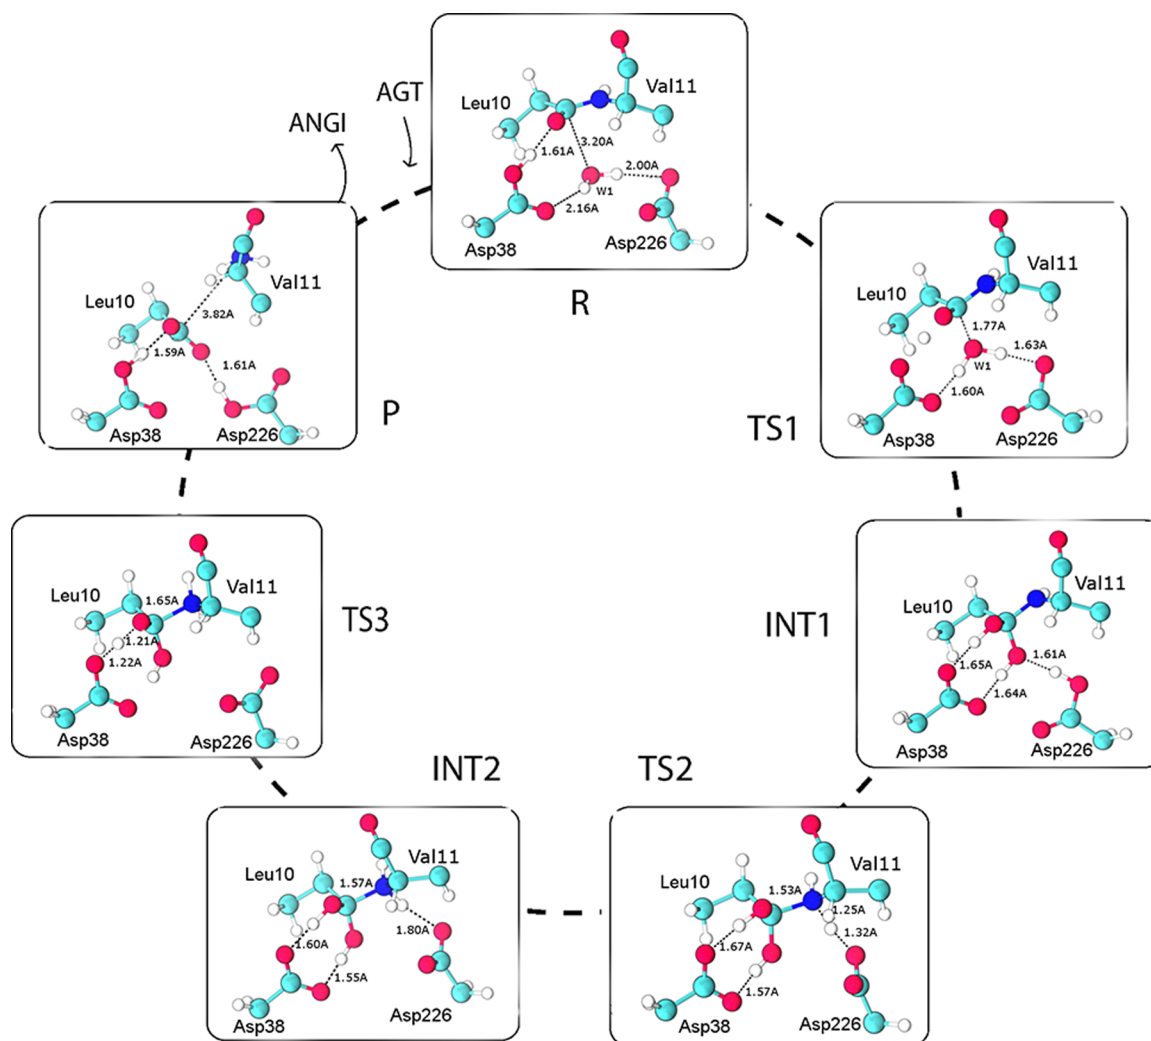 AGT
ANGI
Leu10
Val11
3.20A
1.61A
2.00A
W1
2.16A
Asp38
Asp226
R
Val11
Leu10
1.77A
1.63A
W1
1.60A
Asp38
Asp226
TS1
Val11
Leu10
1.61A
1.65A
1.64A
Asp38
Asp226
INT1
TS2
Val11
Leu10
1.53A
1.25A
1.32A
1.67A
1.57A
Asp38
Asp226
INT2
Val11
Leu10
1.57A
1.80A
1.60A
1.55A
Asp38
Asp226
TS3
Val11
Leu10
1.65A
1.21A
1.22A
Asp38
Asp226
P
Val11
Leu10
3.82A
1.59A
1.61A
Asp38
Asp226